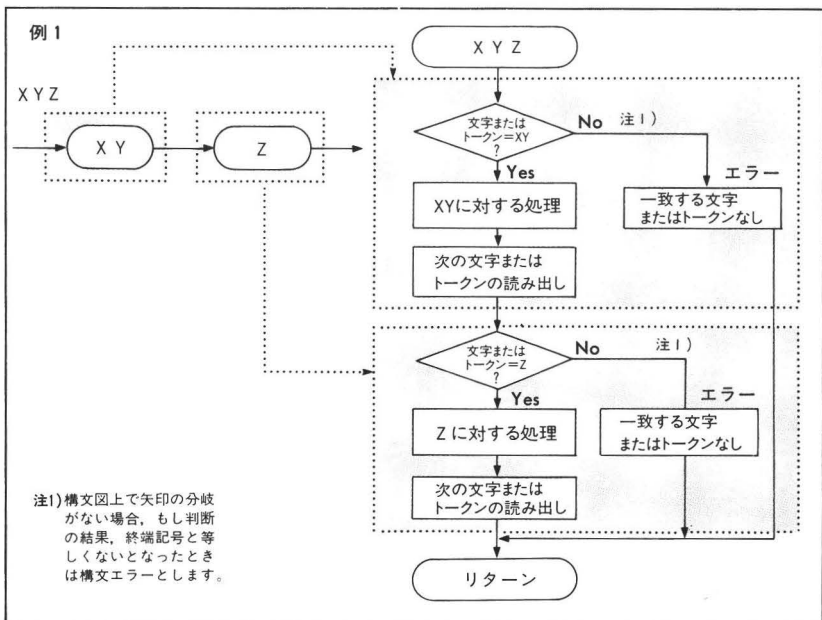 例1
XYZ
XYZ
XY
Z
文字または
トークン=XY
?
No 注1)
Yes
エラー
XYに対する処理
一致する文字
またはトークンなし
次の文字または
トークンの読み出し
文字または
トークン=Z
?
No 注1)
Yes
エラー
Zに対する処理
一致する文字
またはトークンなし
次の文字または
トークンの読み出し
リターン
注1)構文図上で矢印の分岐
がない場合,もし判断
の結果,終端記号と等
しくないとなったとき
は構文エラーとします。